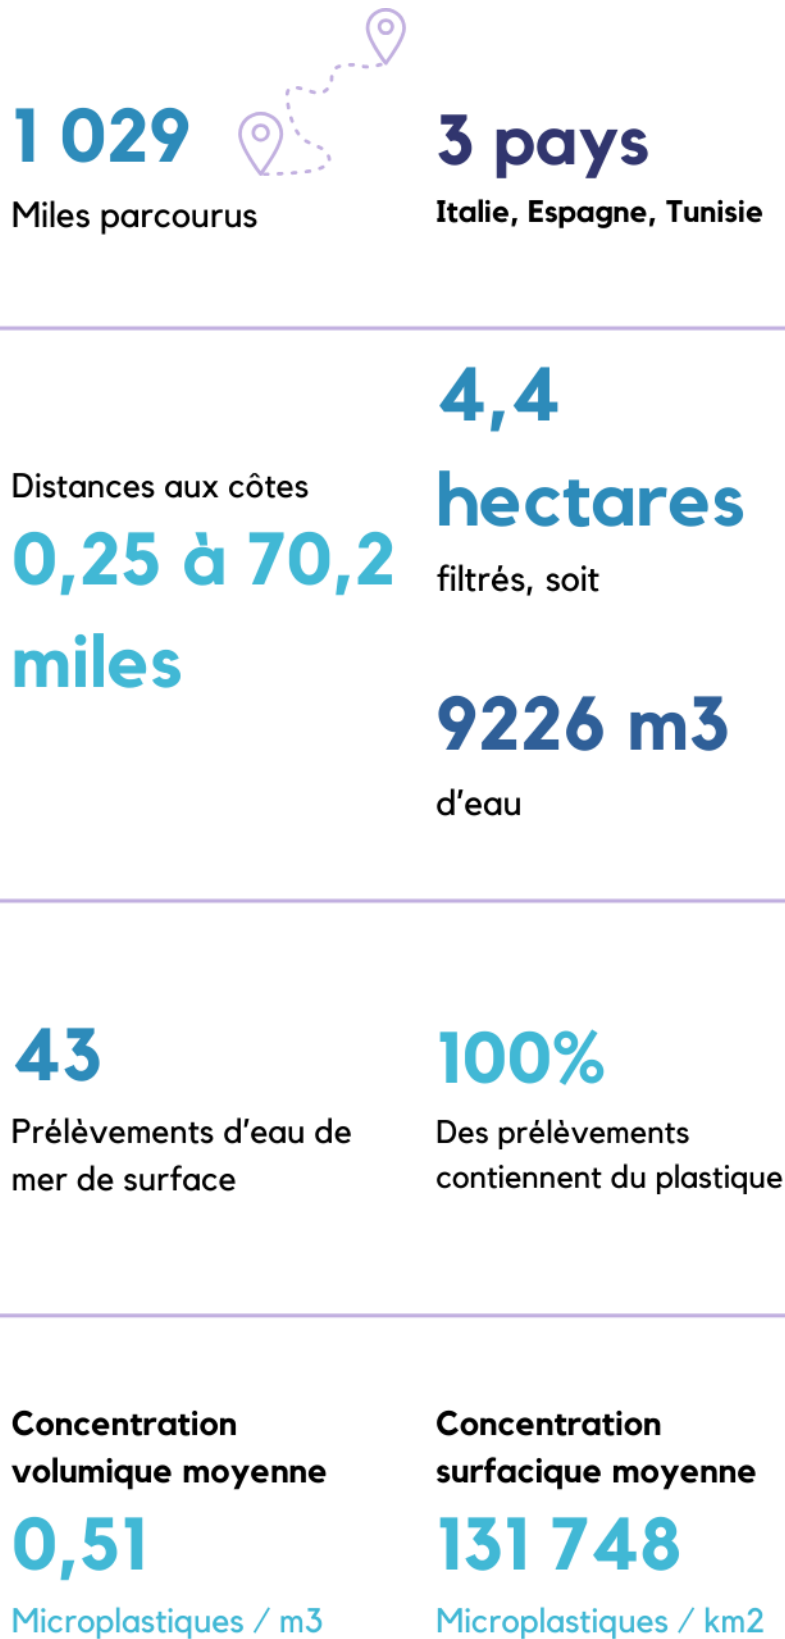 1 029
Miles parcourus
3 pays
Italie, Espagne, Tunisie
Distances aux côtes
0,25 à 70,2
miles
4,4
hectares
filtrés, soit
9226 m3
d'eau
43
Prélèvements d'eau de
mer de surface
100%
Des prélèvements
contiennent du plastique
Concentration
volumique moyenne
0,51
Microplastiques / m3
Concentration
surfacique moyenne
131 748
Microplastiques / km2